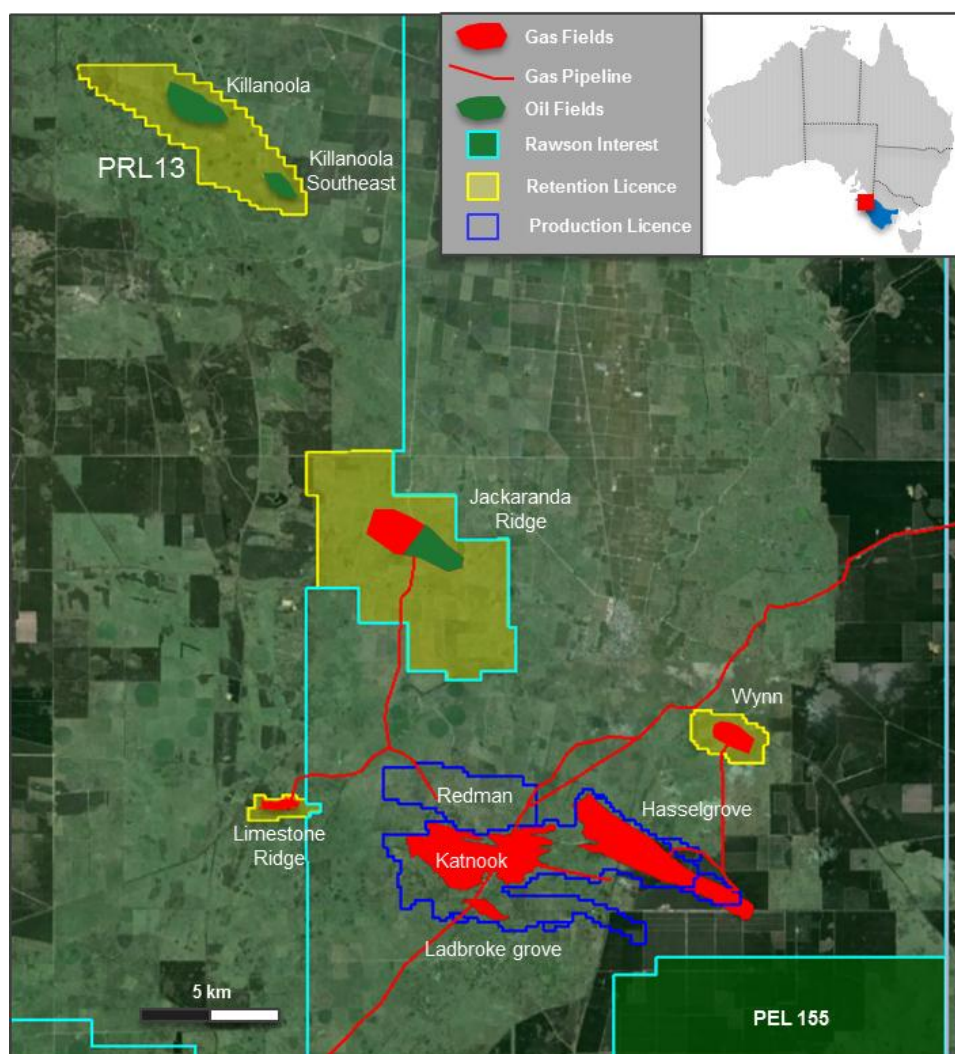 Gas Fields
Gas Pipeline
Oil Fields
Rawson Interest
Retention Licence
Production Licence
Killanoola
PRL13
Killanoola
Southeast
Jackaranda
Ridge
Wynn
Redman
Hasselgrove
Limestone
Ridge
Katnook
Ladbroke grove
5 km
PEL 155